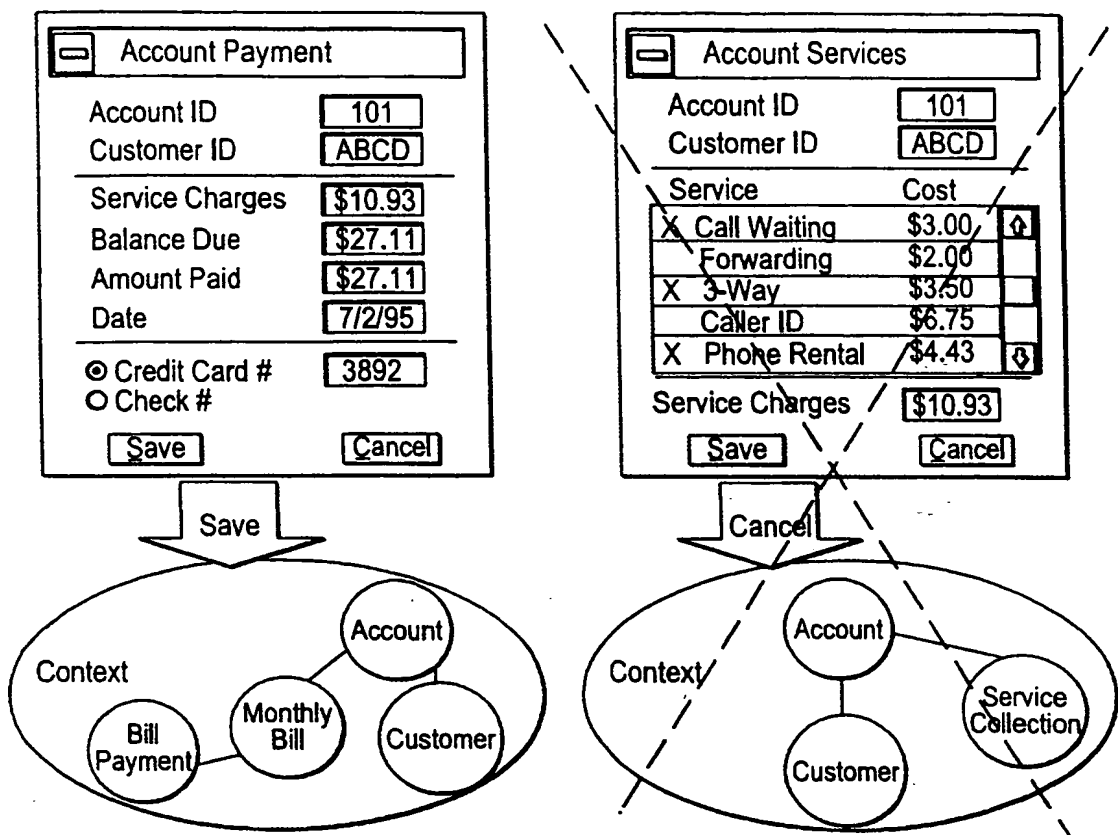 Account Payment
Account ID 101
Customer ID ABCD
Service Charges $10.93
Balance Due $27.11
Amount Paid $27.11
Date 7/2/95
Credit Card # 3892
Check #
Save Cancel
Save
Context
Account
Monthly
Bill
Bill
Payment
Customer
Account Services
Account ID 101
Customer ID ABCD
Service Cost
X Call Waiting $3.00
Forwarding $2.00
X 3-Way $3.50
Caller ID $6.75
X Phone Rental $4.43
Service Charges $10.93
Save Cancel
Cancel
Context
Account
Service
Collection
Customer